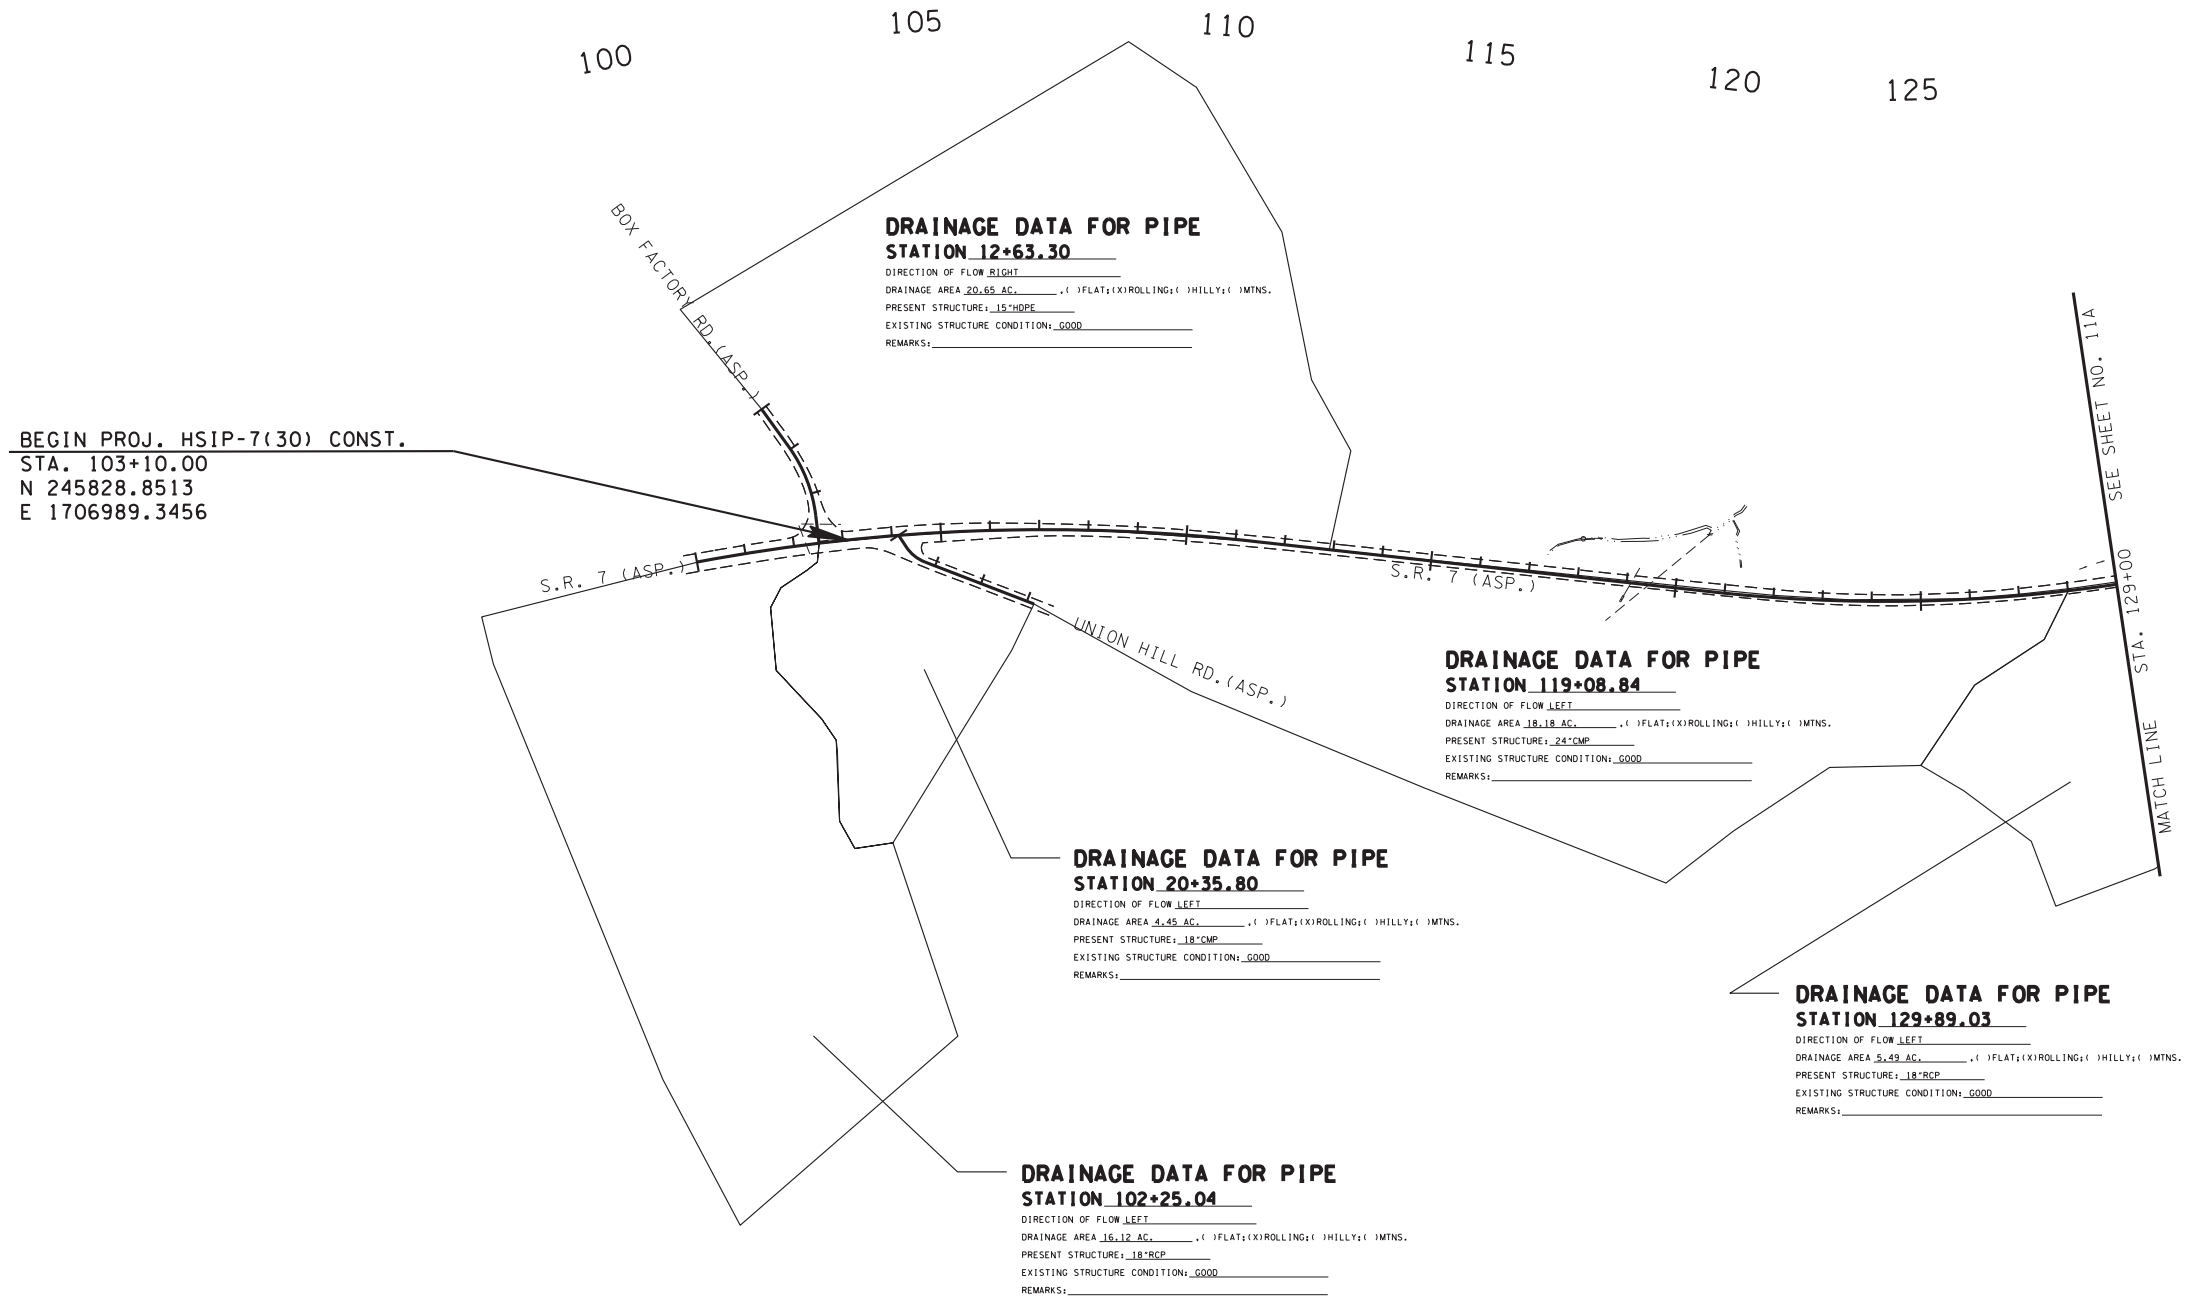 100
105
110
115
120
125
BOX FACTORY RD.(ASP.)
DRAINAGE DATA FOR PIPE
STATION 12+63.30
DIRECTION OF FLOW RIGHT
DRAINAGE AREA 20.65 AC. ,( )FLAT;(X)ROLLING;( )HILLY;( )MTNS.
PRESENT STRUCTURE: 15"HDPE
EXISTING STRUCTURE CONDITION: GOOD
REMARKS:
BEGIN PROJ. HSIP-7(30) CONST.
STA. 103+10.00
N 245828.8513
E 1706989.3456
S.R. 7 (ASP.)
S.R. 7 (ASP.)
UNION HILL RD.(ASP.)
SEE SHEET NO. 11A
MATCH LINE STA. 129+00
DRAINAGE DATA FOR PIPE
STATION 119+08.84
DIRECTION OF FLOW LEFT
DRAINAGE AREA 18.18 AC. ,( )FLAT;(X)ROLLING;( )HILLY;( )MTNS.
PRESENT STRUCTURE: 24"CMP
EXISTING STRUCTURE CONDITION: GOOD
REMARKS:
DRAINAGE DATA FOR PIPE
STATION 20+35.80
DIRECTION OF FLOW LEFT
DRAINAGE AREA 4.45 AC. ,( )FLAT;(X)ROLLING;( )HILLY;( )MTNS.
PRESENT STRUCTURE: 18"CMP
EXISTING STRUCTURE CONDITION: GOOD
REMARKS:
DRAINAGE DATA FOR PIPE
STATION 129+89.03
DIRECTION OF FLOW LEFT
DRAINAGE AREA 5.49 AC. ,( )FLAT;(X)ROLLING;( )HILLY;( )MTNS.
PRESENT STRUCTURE: 18"RCP
EXISTING STRUCTURE CONDITION: GOOD
REMARKS:
DRAINAGE DATA FOR PIPE
STATION 102+25.04
DIRECTION OF FLOW LEFT
DRAINAGE AREA 16.12 AC. ,( )FLAT;(X)ROLLING;( )HILLY;( )MTNS.
PRESENT STRUCTURE: 18"RCP
EXISTING STRUCTURE CONDITION: GOOD
REMARKS: